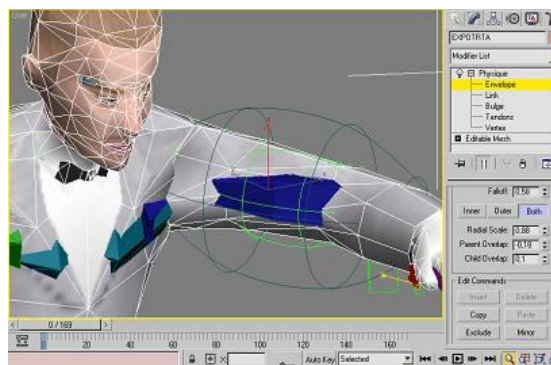 User
EXPOTRTA
Modifier List
Physique
Envelope
Link
Bulge
Tendons
Vertex
Editable Mesh
Falloff: 0,50
Inner Outer Both
Radial Scale: 0,88
Parent Overlap: -0,18
Child Overlap: 0,1
Edit Commands
Insert Delete
Copy Paste
Exclude Mirror
0 / 169
0 20 40 60 80 100 120 140 160
X:
Auto Key Selected